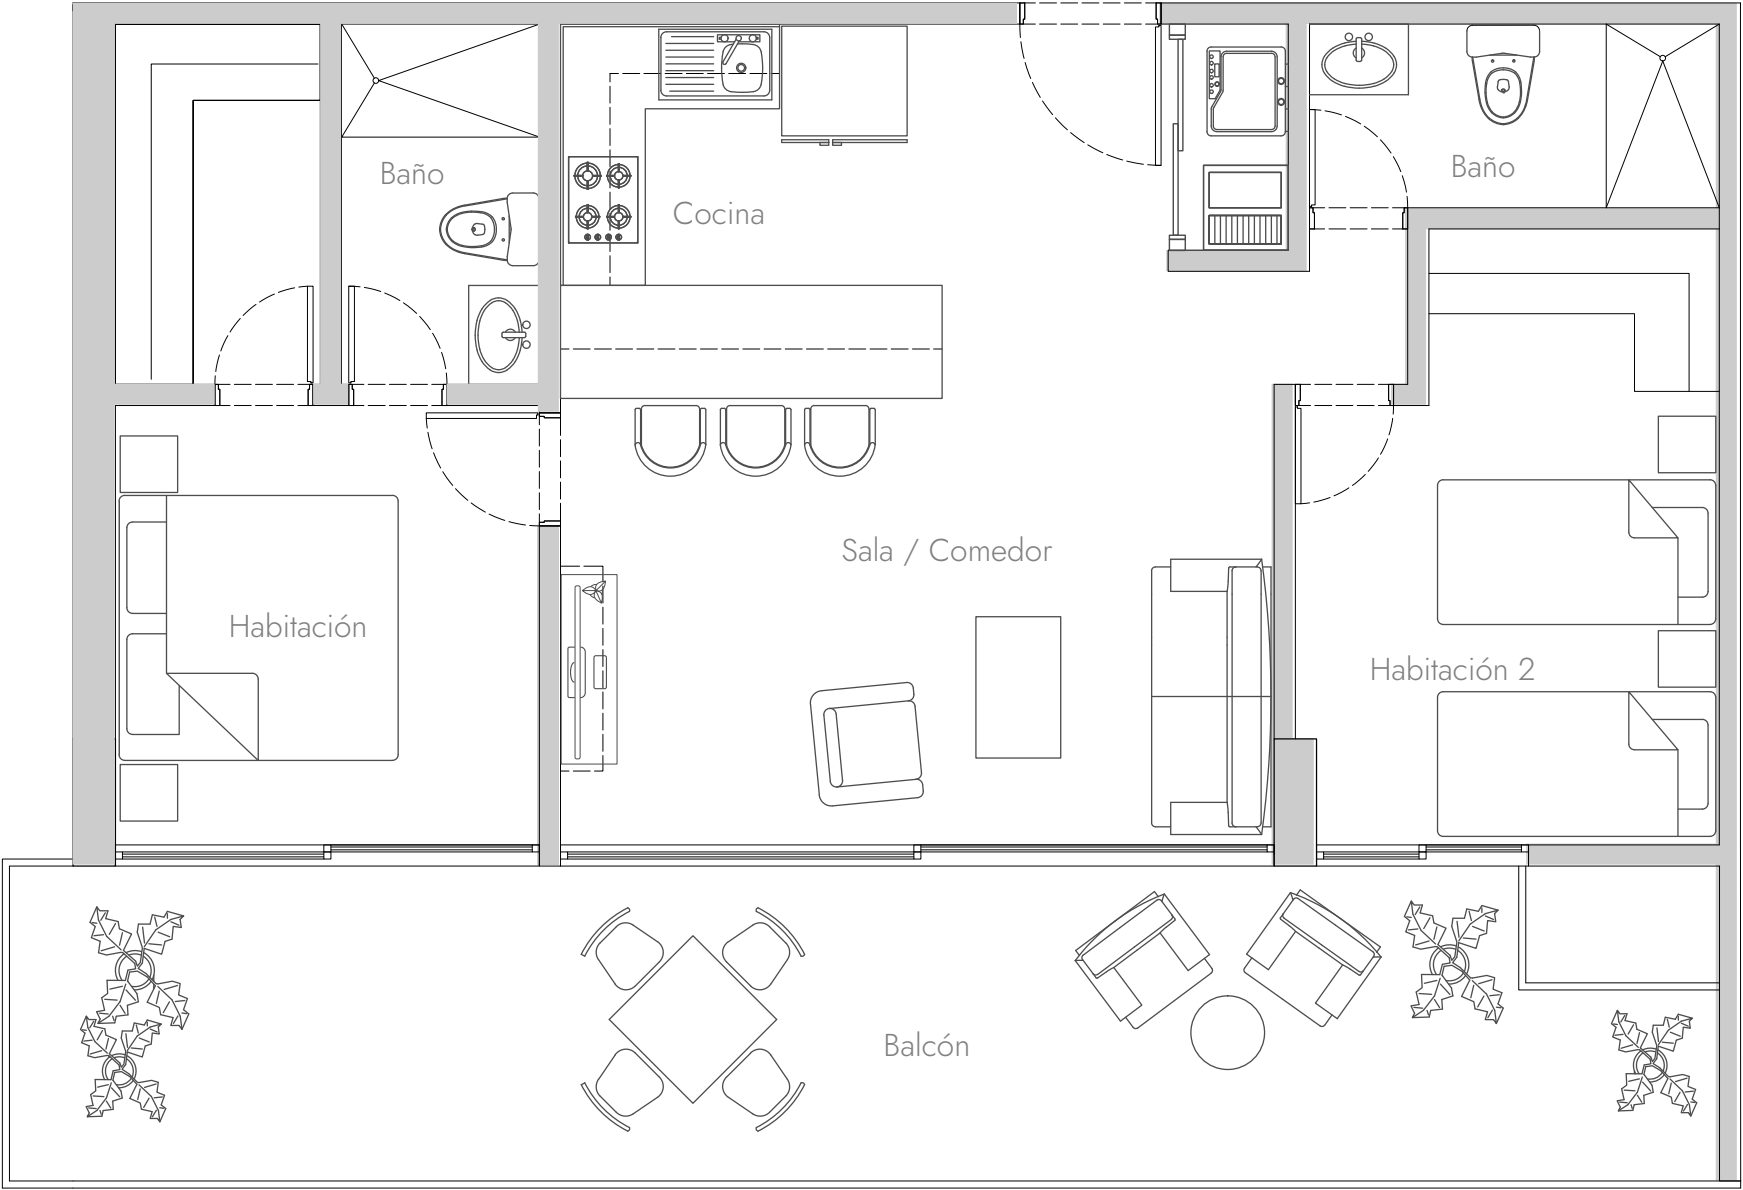 Baño
Baño
Cocina
Sala / Comedor
Habitación
Habitación 2
Balcón